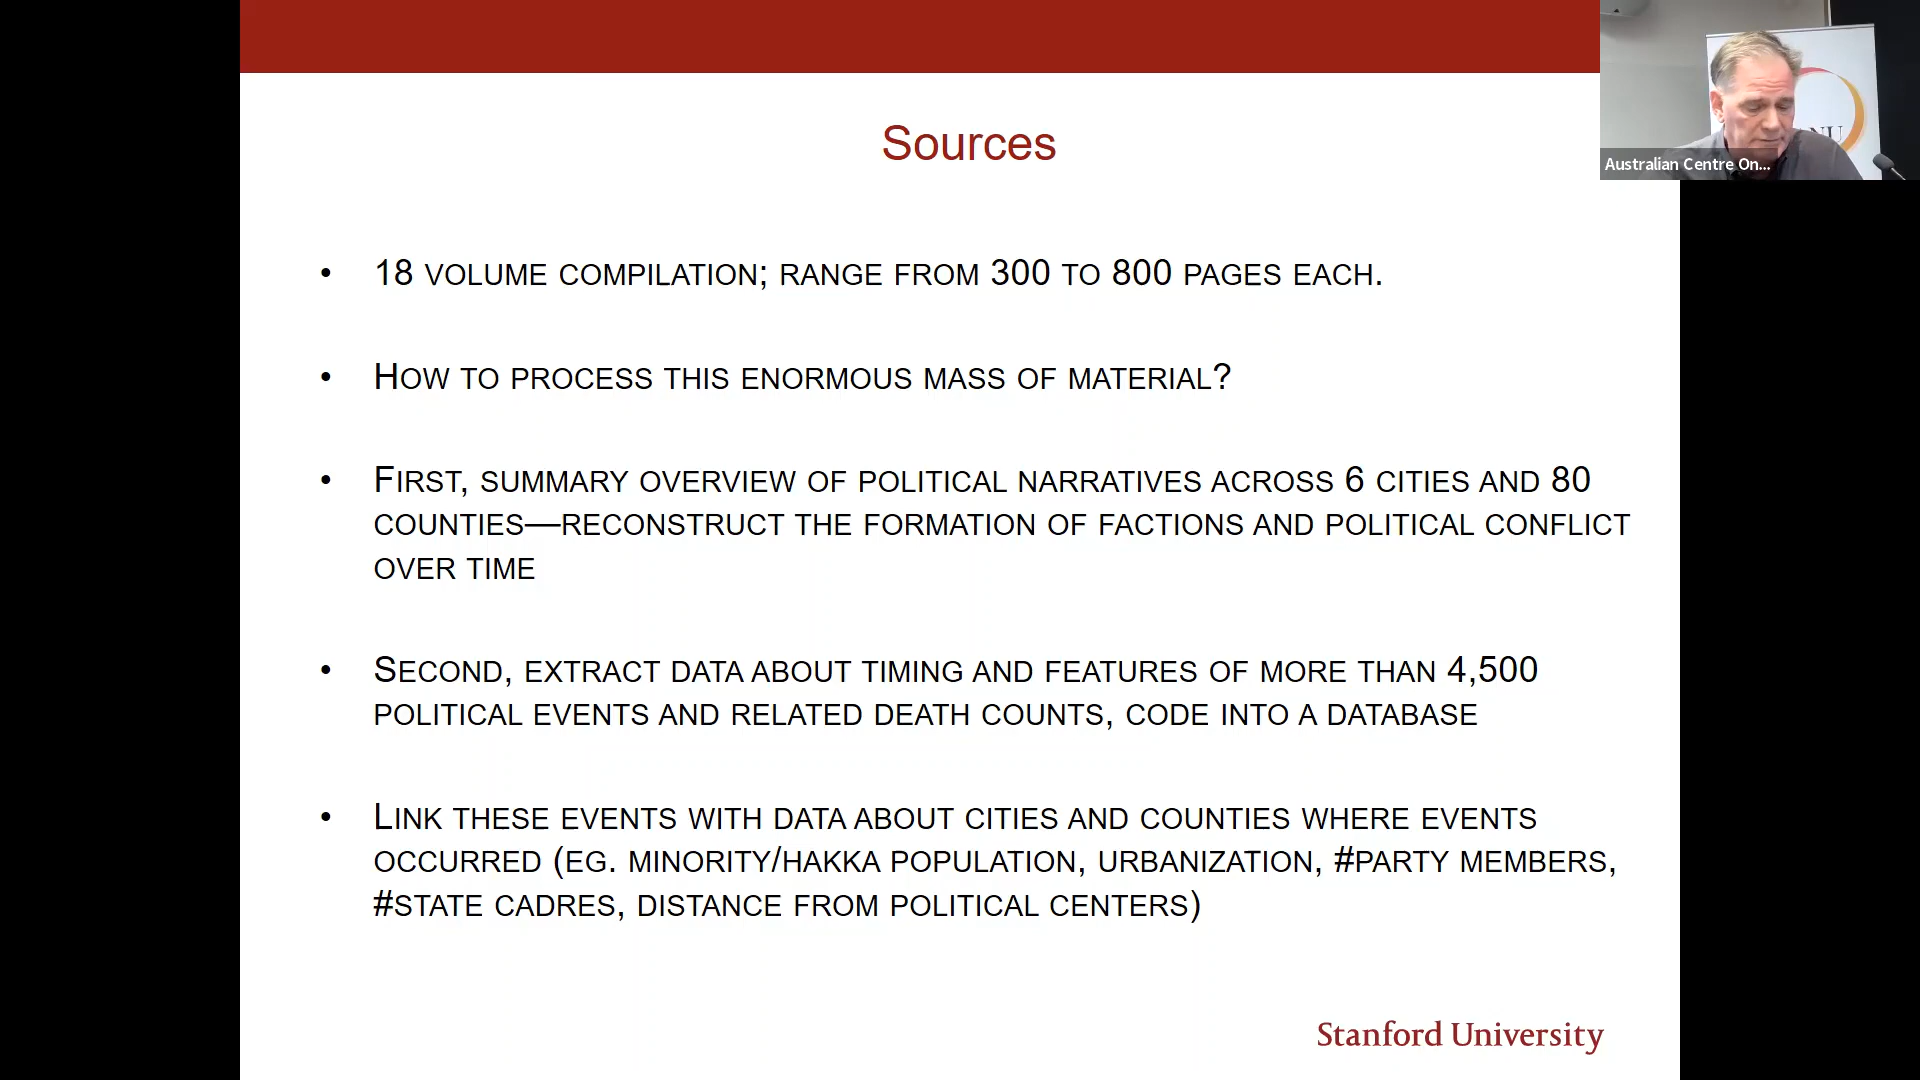 Sources
• 18 VOLUME COMPILATION; RANGE FROM 300 TO 800 PAGES EACH.
• HOW TO PROCESS THIS ENORMOUS MASS OF MATERIAL?
• FIRST, SUMMARY OVERVIEW OF POLITICAL NARRATIVES ACROSS 6 CITIES AND 80
COUNTIES—RECONSTRUCT THE FORMATION OF FACTIONS AND POLITICAL CONFLICT
OVER TIME
• SECOND, EXTRACT DATA ABOUT TIMING AND FEATURES OF MORE THAN 4,500
POLITICAL EVENTS AND RELATED DEATH COUNTS, CODE INTO A DATABASE
• LINK THESE EVENTS WITH DATA ABOUT CITIES AND COUNTIES WHERE EVENTS
OCCURRED (EG. MINORITY/HAKKA POPULATION, URBANIZATION, #PARTY MEMBERS,
#STATE CADRES, DISTANCE FROM POLITICAL CENTERS)
Stanford University
Australian Centre On...